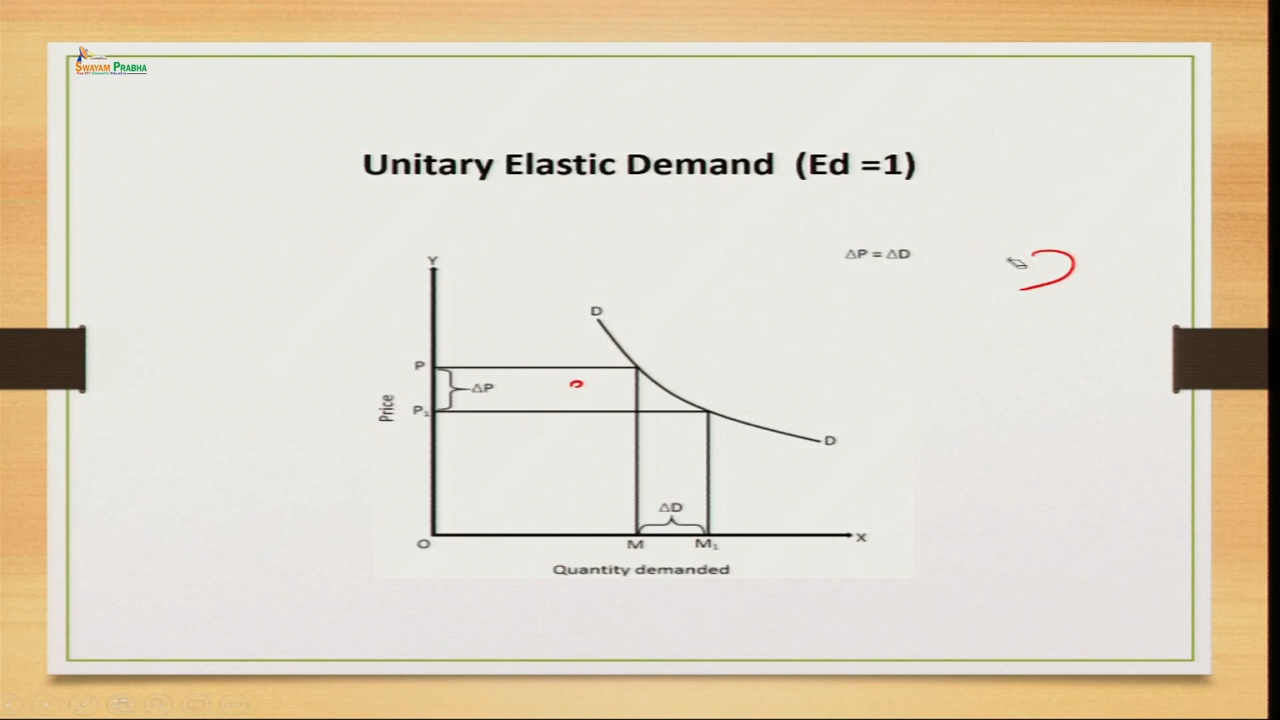 SWAYAM PRABHA
Unitary Elastic Demand (Ed =1)
ΔP = ΔD
Y
D
P
ΔP
Price
P₁
D
ΔD
O
M
M₁
X
Quantity demanded